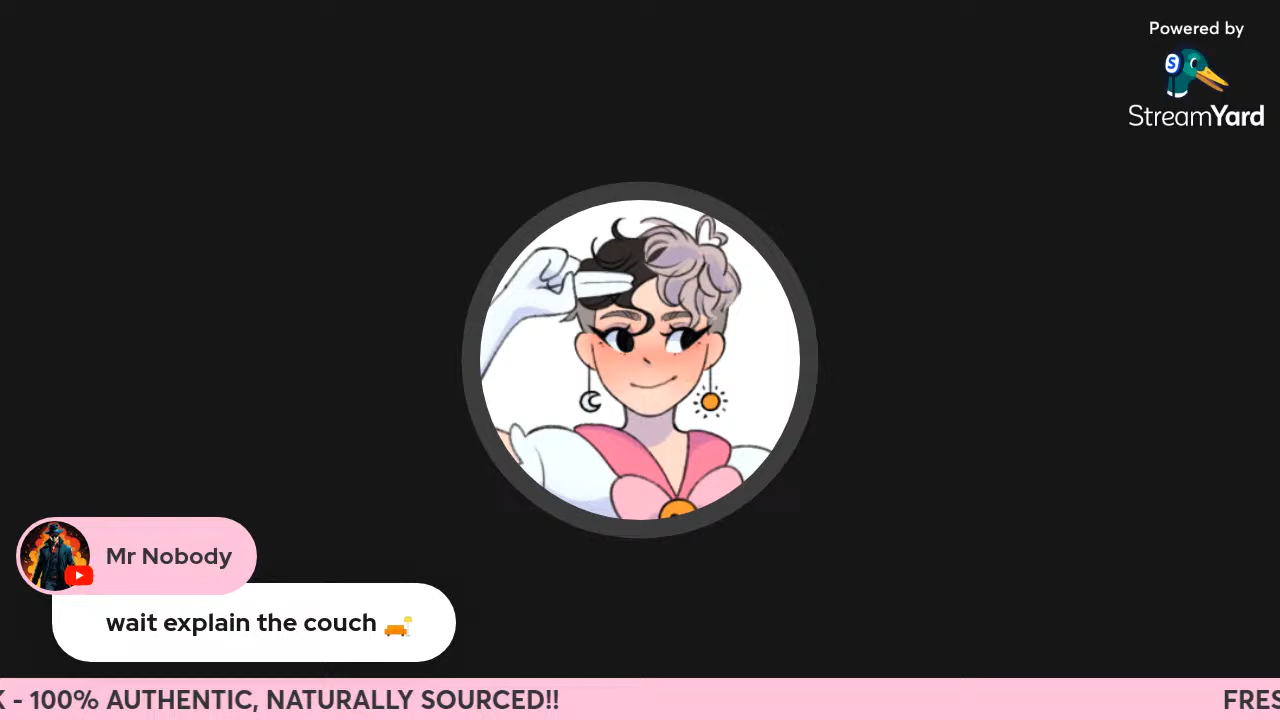 Powered by
StreamYard
Mr Nobody
wait explain the couch 🛋️
K - 100% AUTHENTIC, NATURALLY SOURCED!! FRES